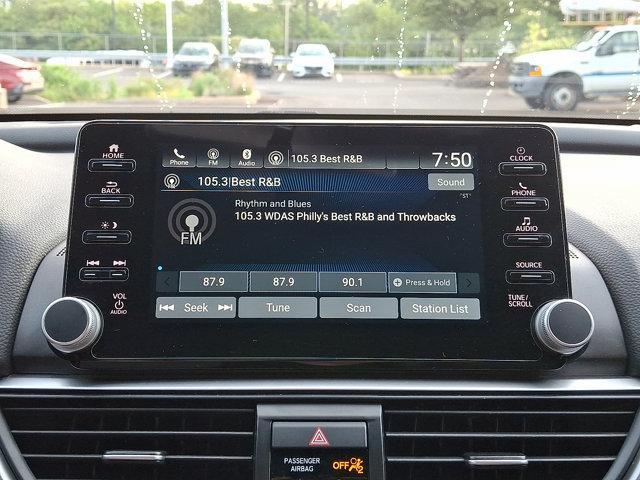 HOME
BACK
VOL
AUDIO
Phone FM Audio 105.3 Best R&B 7:50
105.3|Best R&B Sound
"ST"
Rhythm and Blues
105.3 WDAS Philly's Best R&B and Throwbacks
FM
87.9 87.9 90.1 + Press & Hold
Seek Tune Scan Station List
CLOCK
PHONE
AUDIO
SOURCE
TUNE/
SCROLL
PASSENGER
AIRBAG OFF
2